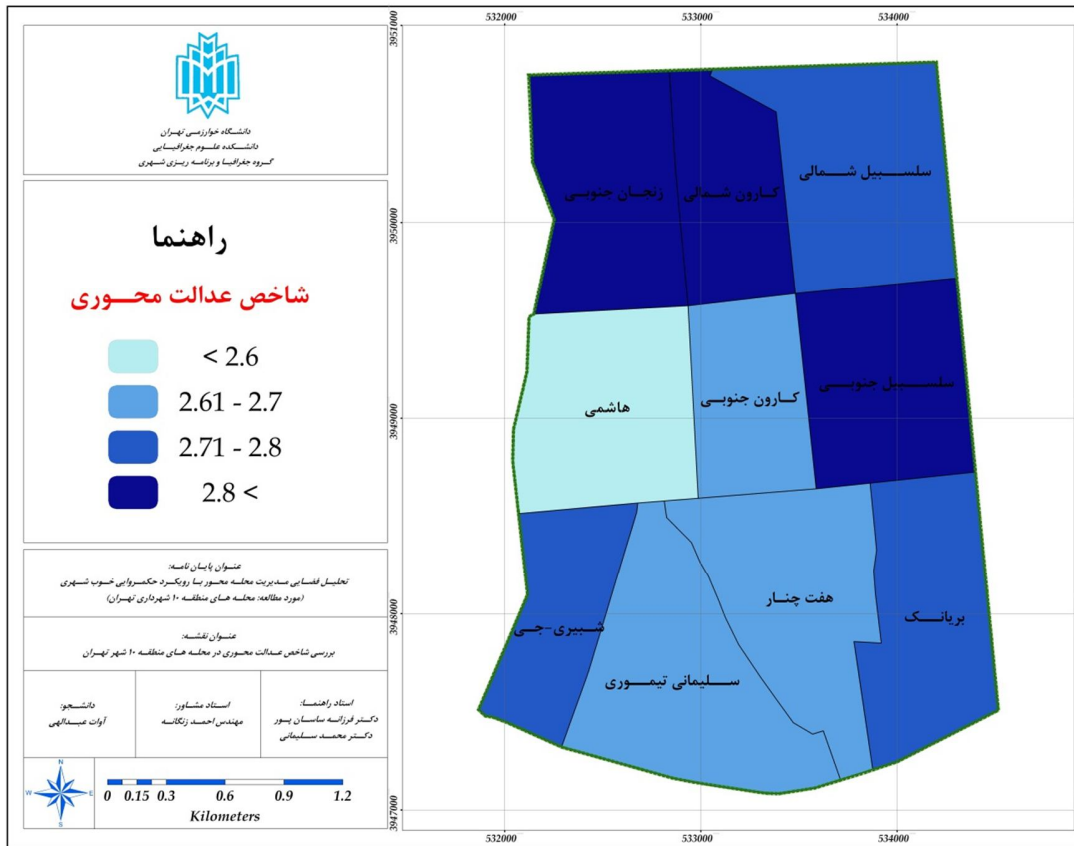 دانشگاه خوارزمی تهران
دانشکده علوم جغرافیایی
گروه جغرافیا و برنامه ریزی شهری
راهنما
شاخص عدالت محوری
< 2.6
2.61 - 2.7
2.71 - 2.8
2.8 <
عنوان پایان نامه:
تحلیل فضایی مدیریت محله محور با رویکرد حکمروایی خوب شهری
(مورد مطالعه: محله های منطقه ۱۰ شهرداری تهران)
عنوان نقشه:
بررسی شاخص عدالت محوری در محله های منطقه ۱۰ شهر تهران
استاد راهنما:
دکتر فرزانه ساسان پور
دکتر محمد سلیمانی
استاد مشاور:
مهندس احمد زنگانه
دانشجو:
آوات عبدالهی
N
W E
S
0 0.15 0.3 0.6 0.9 1.2
Kilometers
532000 533000 534000
3951000
3950000
3949000
3948000
3947000
سلسبیل شمالی
کارون شمالی
زنجان جنوبی
سلسبیل جنوبی
کارون جنوبی
هاشمی
هفت چنار
بریانک
شبیری-جی
سلیمانی تیموری
532000 533000 534000